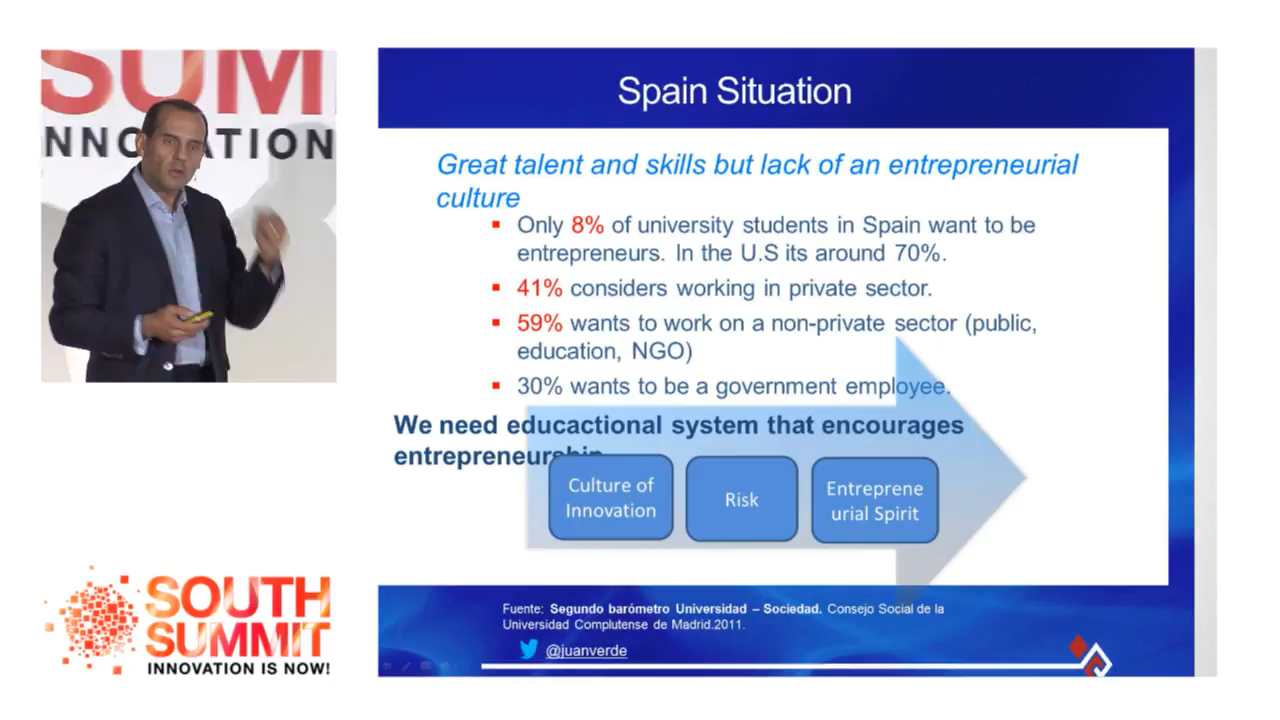 SUM
INNOVATION
Spain Situation
Great talent and skills but lack of an entrepreneurial
culture
Only 8% of university students in Spain want to be
entrepreneurs. In the U.S its around 70%.
41% considers working in private sector.
59% wants to work on a non-private sector (public,
education, NGO)
30% wants to be a government employee.
We need educactional system that encourages
entrepreneurship
Culture of
Innovation
Risk
Entreprene
urial Spirit
Fuente: Segundo barómetro Universidad – Sociedad. Consejo Social de la
Universidad Complutense de Madrid.2011.
@juanverde
SOUTH
SUMMIT
INNOVATION IS NOW!